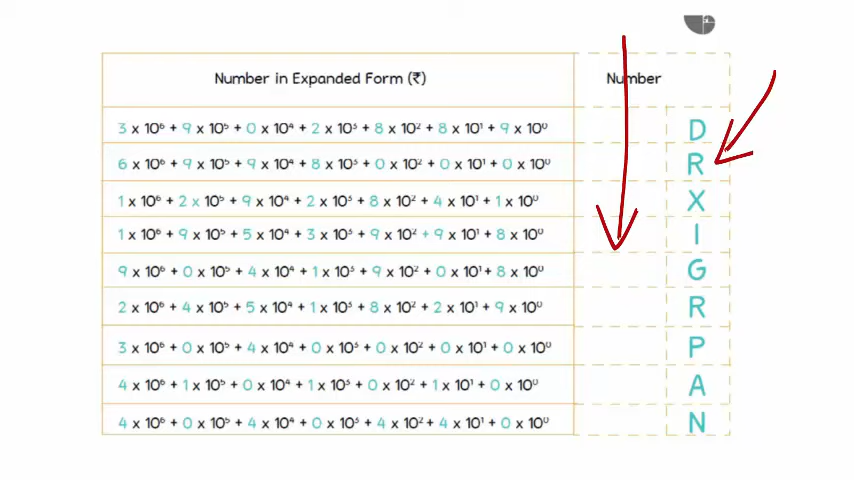 Number in Expanded Form (₹) Number
3 x 10⁶ + 9 x 10⁵ + 0 x 10⁴ + 2 x 10³ + 8 x 10² + 8 x 10¹ + 9 x 10⁰ D
6 x 10⁶ + 9 x 10⁵ + 9 x 10⁴ + 8 x 10³ + 0 x 10² + 0 x 10¹ + 0 x 10⁰ R
1 x 10⁶ + 2 x 10⁵ + 9 x 10⁴ + 2 x 10³ + 8 x 10² + 4 x 10¹ + 1 x 10⁰ X
1 x 10⁶ + 9 x 10⁵ + 5 x 10⁴ + 3 x 10³ + 9 x 10² + 9 x 10¹ + 8 x 10⁰ I
9 x 10⁶ + 0 x 10⁵ + 4 x 10⁴ + 1 x 10³ + 9 x 10² + 0 x 10¹ + 8 x 10⁰ G
2 x 10⁶ + 4 x 10⁵ + 5 x 10⁴ + 1 x 10³ + 8 x 10² + 2 x 10¹ + 9 x 10⁰ R
3 x 10⁶ + 0 x 10⁵ + 4 x 10⁴ + 0 x 10³ + 0 x 10² + 0 x 10¹ + 0 x 10⁰ P
4 x 10⁶ + 1 x 10⁵ + 0 x 10⁴ + 1 x 10³ + 0 x 10² + 1 x 10¹ + 0 x 10⁰ A
4 x 10⁶ + 0 x 10⁵ + 4 x 10⁴ + 0 x 10³ + 4 x 10² + 4 x 10¹ + 0 x 10⁰ N